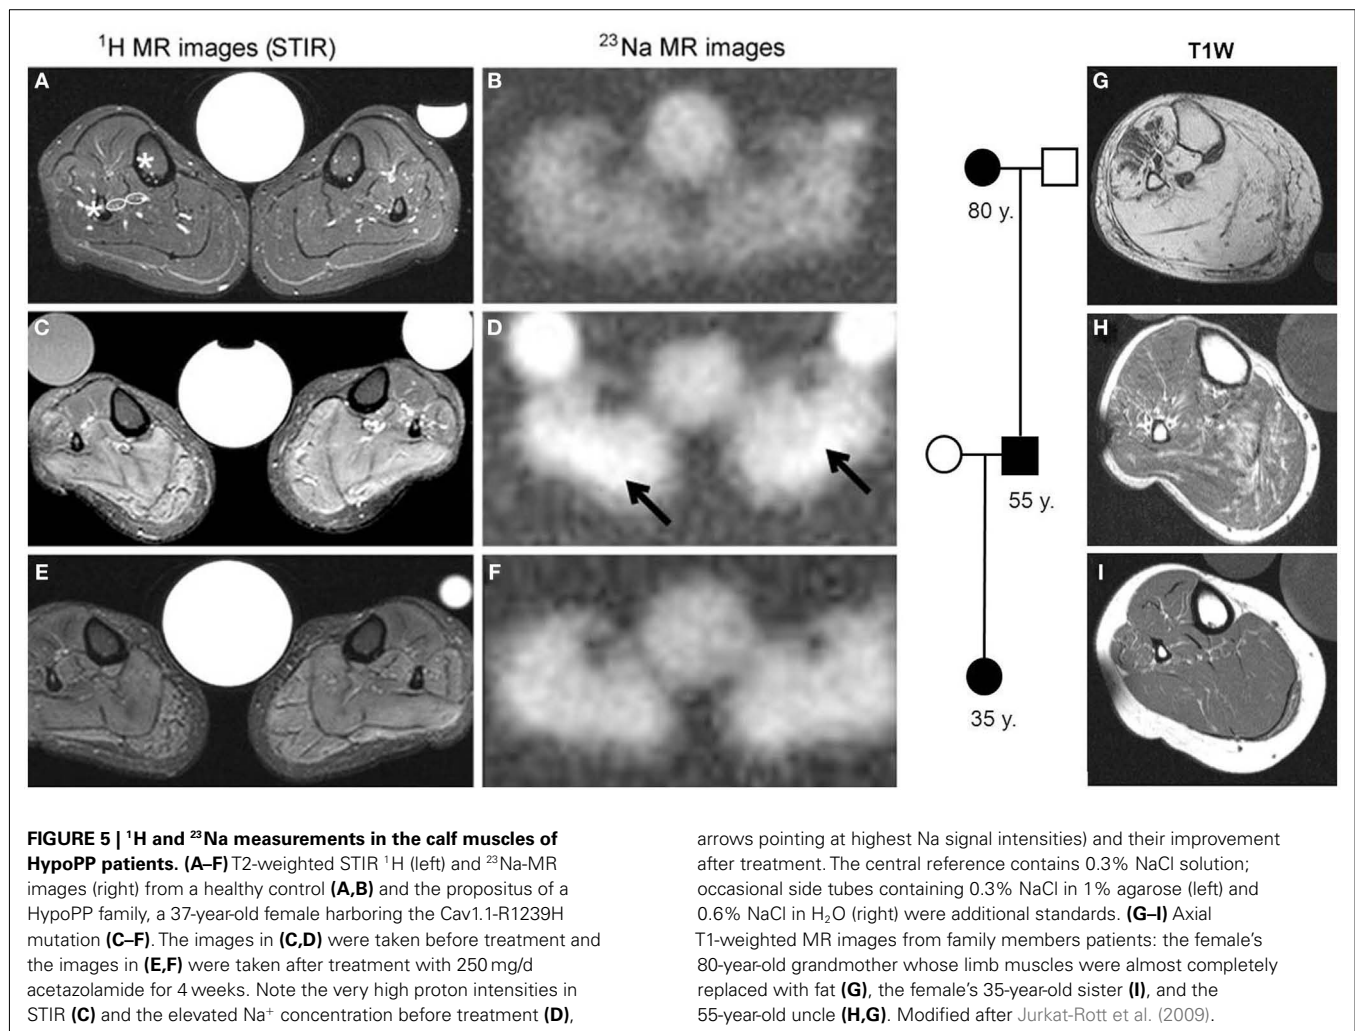 ¹H MR images (STIR)
²³Na MR images
T1W
A
B
G
80 y.
C
D
H
55 y.
E
F
I
35 y.
FIGURE 5 | ¹H and ²³Na measurements in the calf muscles of
HypoPP patients. (A–F) T2-weighted STIR ¹H (left) and ²³Na-MR
images (right) from a healthy control (A,B) and the propositus of a
HypoPP family, a 37-year-old female harboring the Cav1.1-R1239H
mutation (C–F). The images in (C,D) were taken before treatment and
the images in (E,F) were taken after treatment with 250 mg/d
acetazolamide for 4 weeks. Note the very high proton intensities in
STIR (C) and the elevated Na⁺ concentration before treatment (D),
arrows pointing at highest Na signal intensities) and their improvement
after treatment. The central reference contains 0.3% NaCl solution;
occasional side tubes containing 0.3% NaCl in 1% agarose (left) and
0.6% NaCl in H₂O (right) were additional standards. (G–I) Axial
T1-weighted MR images from family members patients: the female's
80-year-old grandmother whose limb muscles were almost completely
replaced with fat (G), the female's 35-year-old sister (I), and the
55-year-old uncle (H,G). Modified after Jurkat-Rott et al. (2009).